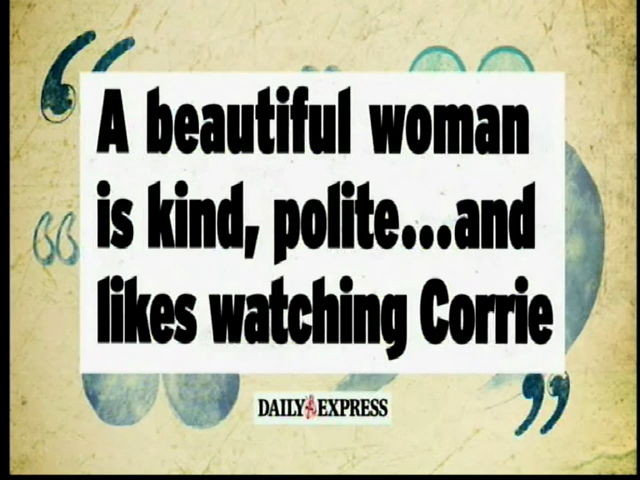 A beautiful woman
is kind, polite...and
likes watching Corrie
DAILY EXPRESS